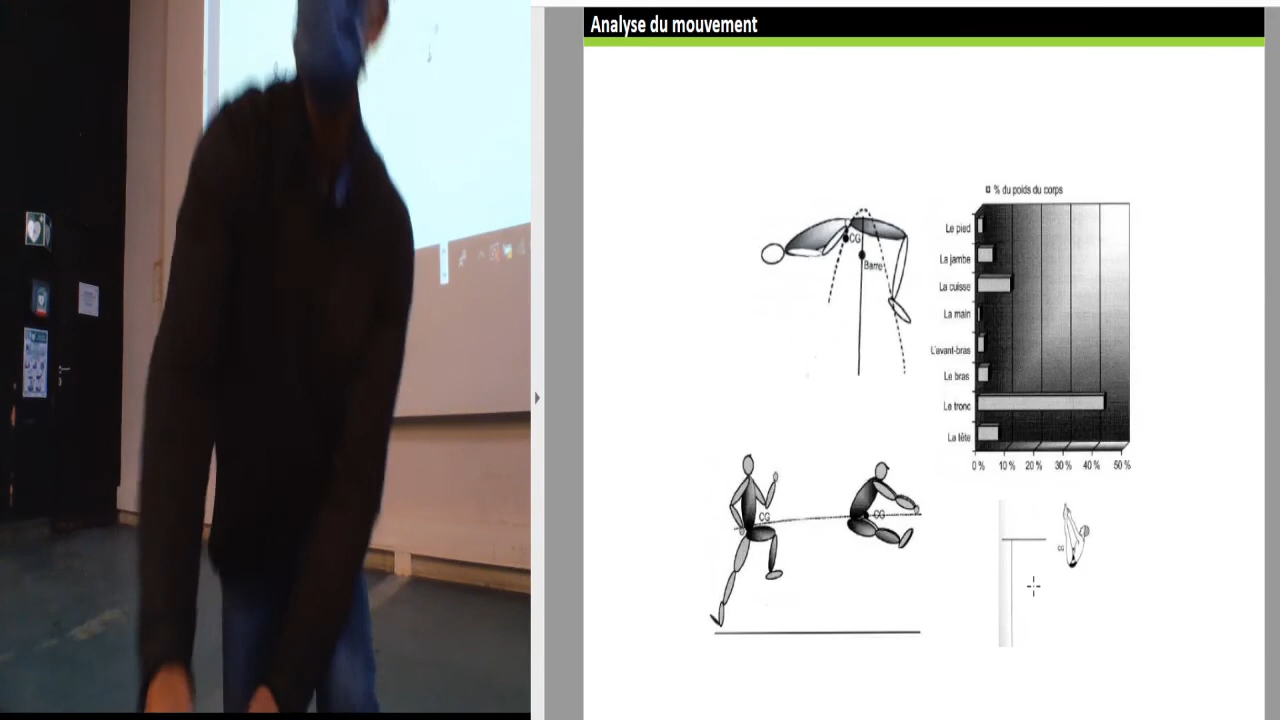 Analyse du mouvement
% du poids du corps
Le pied
La jambe
La cuisse
La main
L'avant-bras
Le bras
Le tronc
La tête
0 % 10 % 20 % 30 % 40 % 50 %
CG
Barre
CG
CG
CG